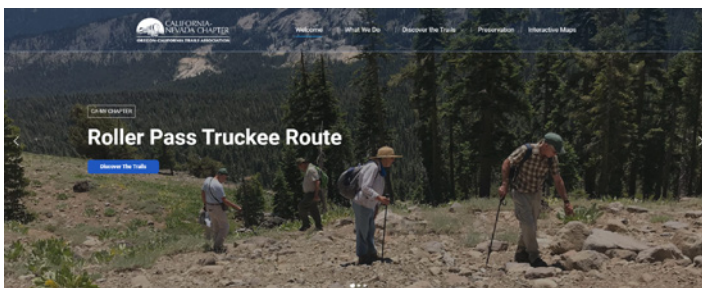 CALIFORNIA-
NEVADA CHAPTER
OREGON-CALIFORNIA TRAILS ASSOCIATION
Welcome
What We Do
Discover the Trails
Preservation
Interactive Maps
CA-NV CHAPTER
Roller Pass Truckee Route
Discover The Trails